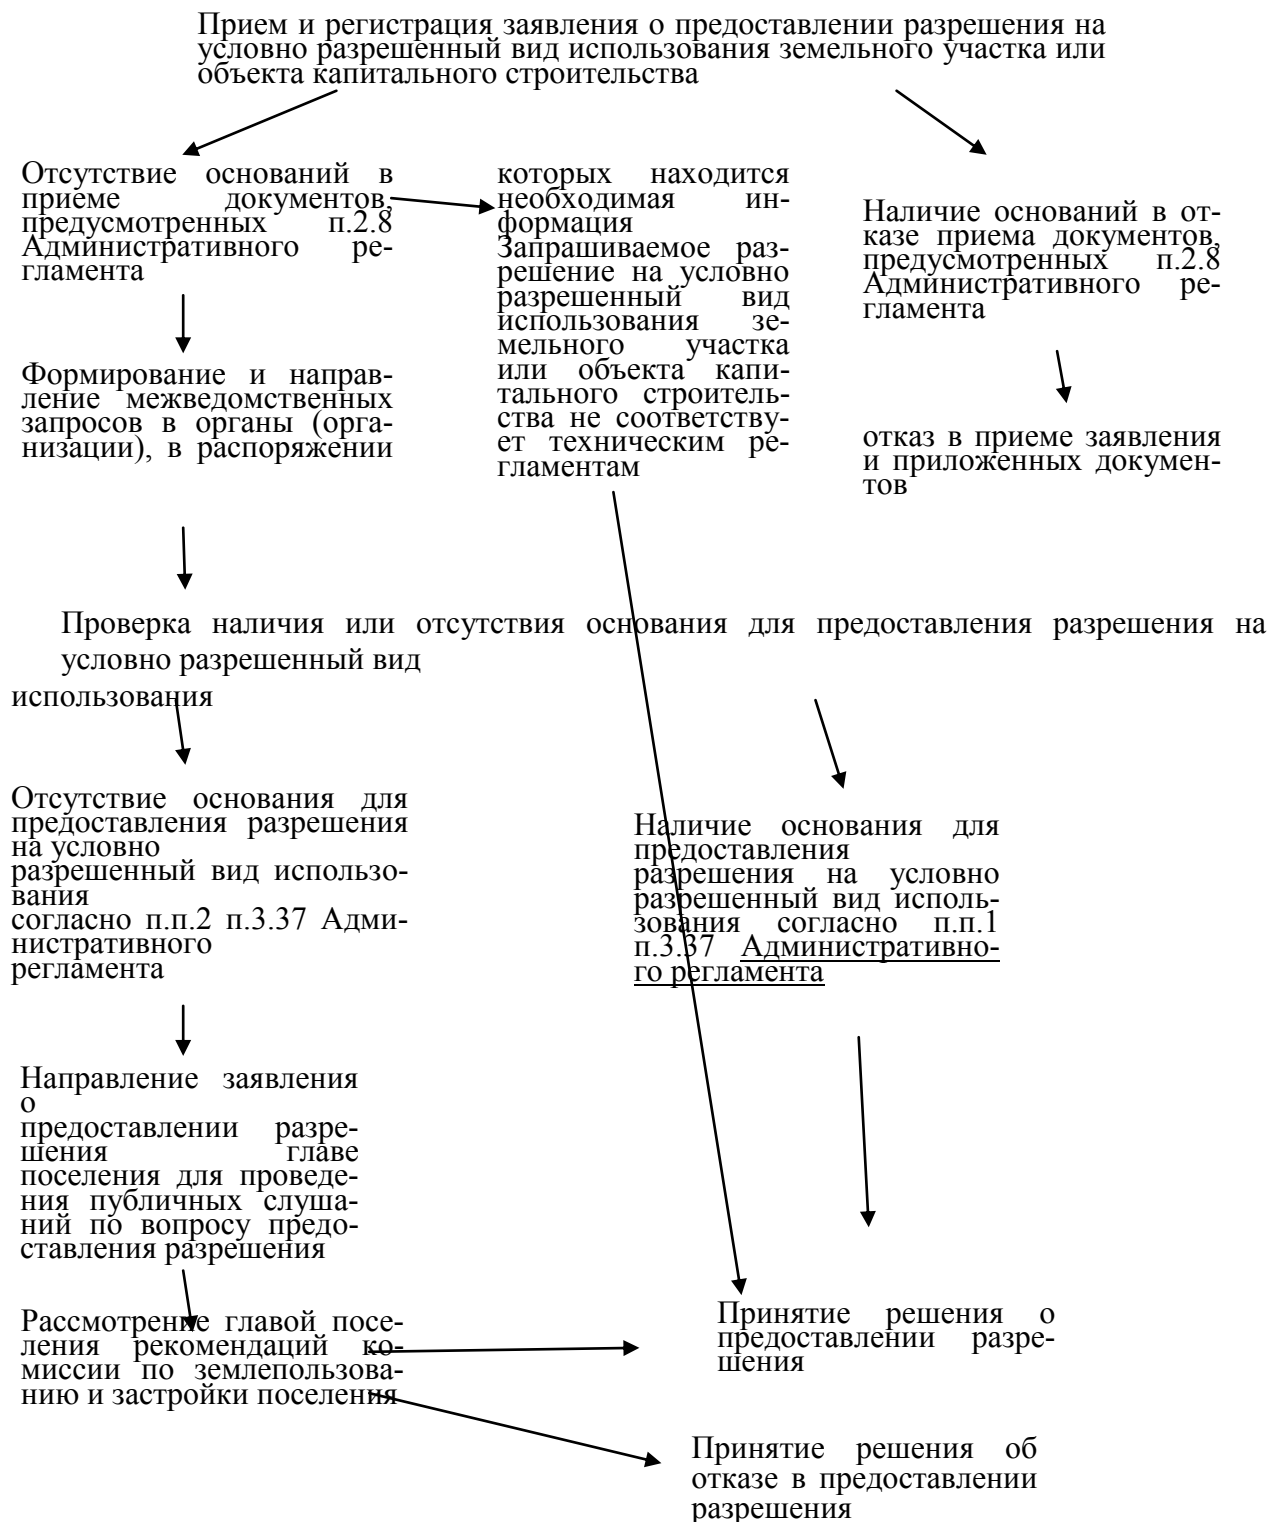 Прием и регистрация заявления о предоставлении разрешения на
условно разрешенный вид использования земельного участка или
объекта капитального строительства
Отсутствие оснований в
приеме документов,
предусмотренных п.2.8
Административного ре-
гламента
которых находится
необходимая ин-
формация
Запрашиваемое раз-
решение на условно
разрешенный вид
использования зе-
мельного участка
или объекта капи-
тального строитель-
ства не соответству-
ет техническим ре-
гламентам
Наличие оснований в от-
казе приема документов,
предусмотренных п.2.8
Административного ре-
гламента
Формирование и направ-
ление межведомственных
запросов в органы (орга-
низации), в распоряжении
отказ в приеме заявления
и приложенных докумен-
тов
Проверка наличия или отсутствия основания для предоставления разрешения на
условно разрешенный вид
использования
Отсутствие основания для
предоставления разрешения
на условно
разрешенный вид использо-
вания
согласно п.п.2 п.3.37 Адми-
нистративного
регламента
Наличие основания для
предоставления
разрешения на условно
разрешенный вид исполь-
зования согласно п.п.1
п.3.37 Административно-
го регламента
Направление заявления
о
предоставлении разре-
шения главе
поселения для проведе-
ния публичных слуша-
ний по вопросу предо-
ставления разрешения
Рассмотрение главой посе-
ления рекомендаций ко-
миссии по землепользова-
нию и застройки поселения
Принятие решения о
предоставлении разре-
шения
Принятие решения об
отказе в предоставлении
разрешения